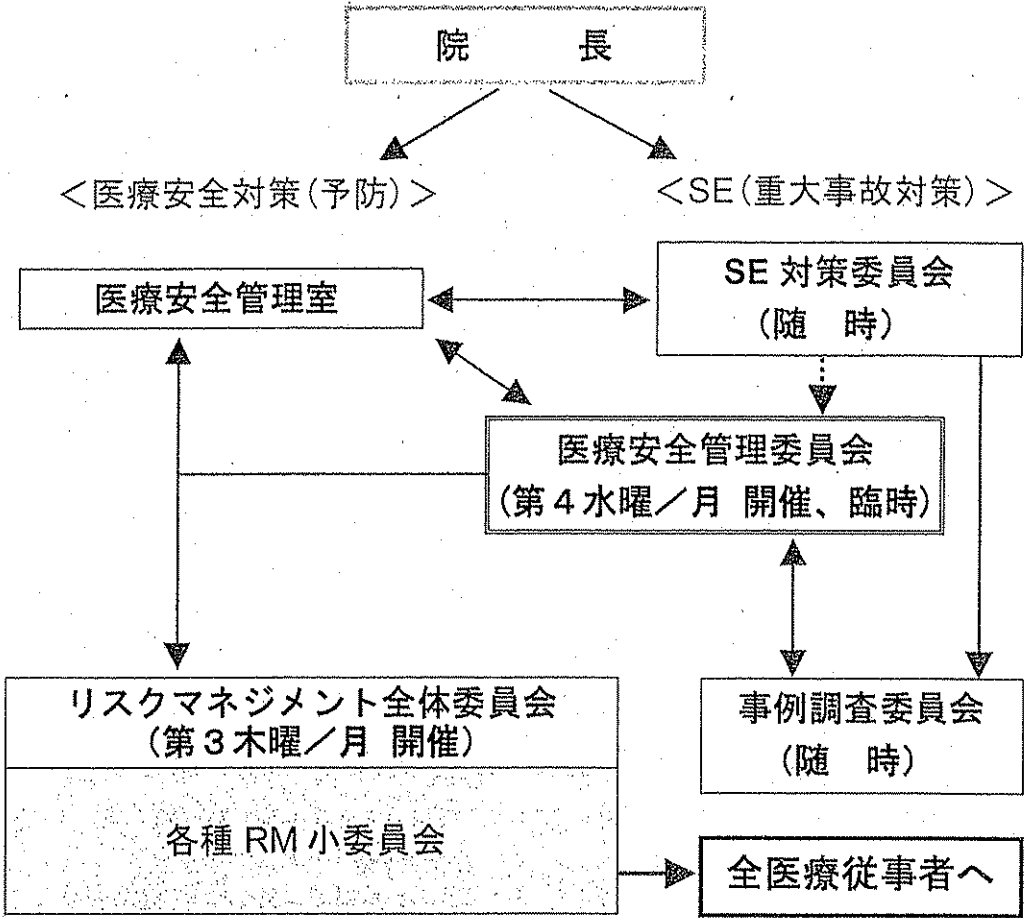 院　　　長
＜医療安全対策(予防)＞
＜SE(重大事故対策)＞
医療安全管理室
SE 対策委員会
(随　時)
医療安全管理委員会
(第4水曜／月 開催、臨時)
リスクマネジメント全体委員会
(第3木曜／月 開催)
事例調査委員会
(随　時)
各種 RM 小委員会
全医療従事者へ